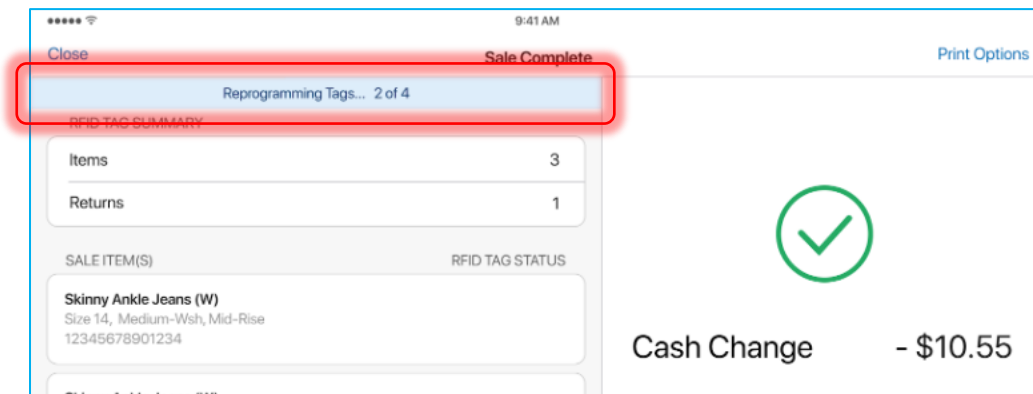 9:41 AM
Close Sale Complete Print Options
Reprogramming Tags... 2 of 4
RFID TAG SUMMARY
Items 3
Returns 1
SALE ITEM(S) RFID TAG STATUS
Skinny Ankle Jeans (W)
Size 14, Medium-Wsh, Mid-Rise
12345678901234
Cash Change - $10.55